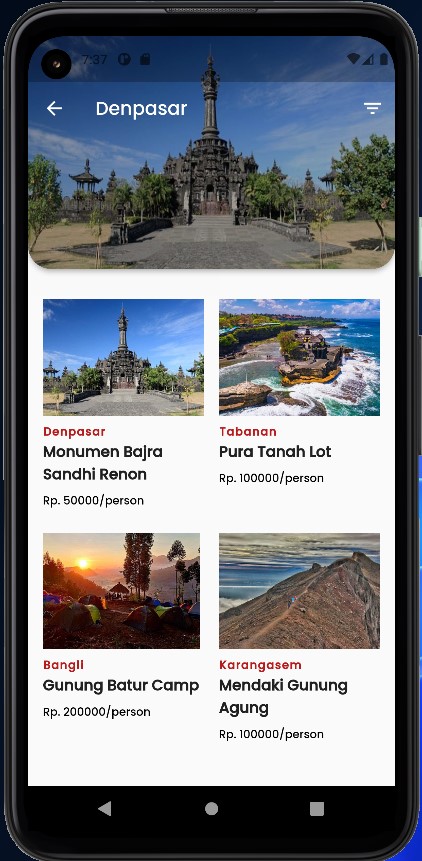 7:37
Denpasar
Denpasar
Monumen Bajra
Sandhi Renon
Rp. 50000/person
Tabanan
Pura Tanah Lot
Rp. 100000/person
Bangli
Gunung Batur Camp
Rp. 200000/person
Karangasem
Mendaki Gunung
Agung
Rp. 100000/person